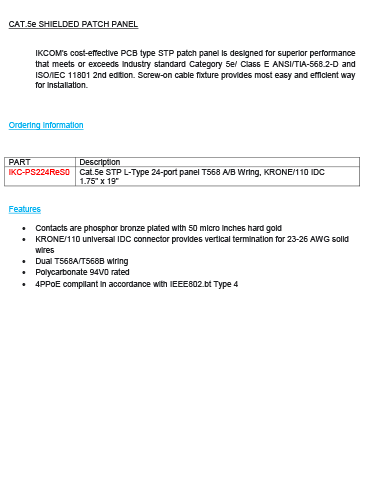 CAT.5e SHIELDED PATCH PANEL
IKCOM's cost-effective PCB type STP patch panel is designed for superior performance
that meets or exceeds industry standard Category 5e/ Class E ANSI/TIA-568.2-D and
ISO/IEC 11801 2nd edition. Screw-on cable fixture provides most easy and efficient way
for installation.
Ordering Information
PART Description
IKC-PS224ReS0 Cat.5e STP L-Type 24-port panel T568 A/B Wring, KRONE/110 IDC
1.75" x 19"
Features
• Contacts are phosphor bronze plated with 50 micro inches hard gold
• KRONE/110 universal IDC connector provides vertical termination for 23-26 AWG solid
wires
• Dual T568A/T568B wiring
• Polycarbonate 94V0 rated
• 4PPoE compliant in accordance with IEEE802.bt Type 4